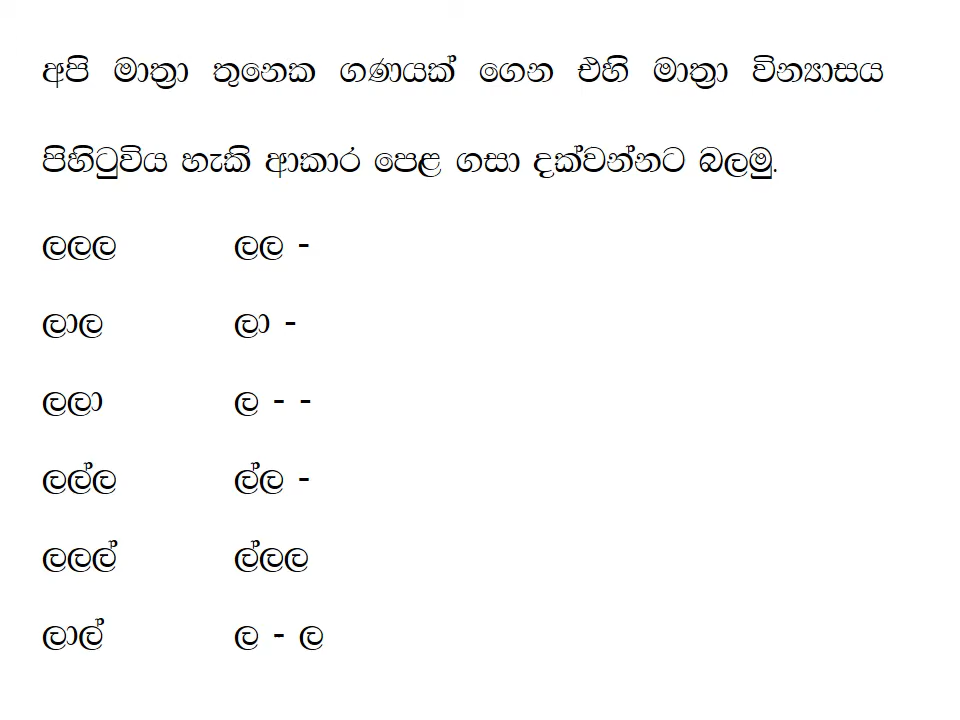 අපි මාත්‍රා තුනෙක ගණයක් ගෙන එහි මාත්‍රා වින්‍යාසය
පිහිටුවිය හැකි ආකාර පෙළ ගසා දක්වන්නට බලමු.
ලලල ලල -
ලාල ලා -
ලලා ල - -
ලල්ල ල්ල -
ලලල් ල්ලල
ලාල් ල - ල